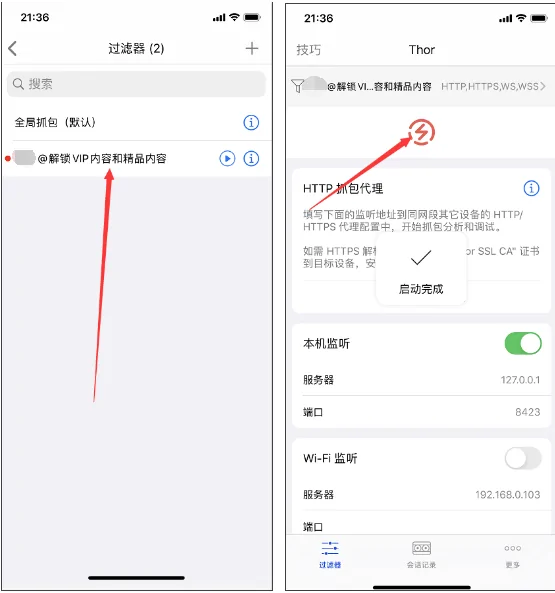 21:36
过滤器 (2)
搜索
全局抓包（默认）
@解锁VIP内容和精品内容
21:36
技巧
Thor
@解锁VI...容和精品内容
HTTP,HTTPS,WS,WSS
HTTP 抓包代理
填写下面的监听地址到同网段其它设备的 HTTP/
HTTPS 代理配置中，开始抓包分析和调试。
如需 HTTPS 解
or SSL CA" 证书
到目标设备，安
启动完成
本机监听
服务器
127.0.0.1
端口
8423
Wi-Fi 监听
服务器
192.168.0.103
端口
过滤器
会话记录
更多